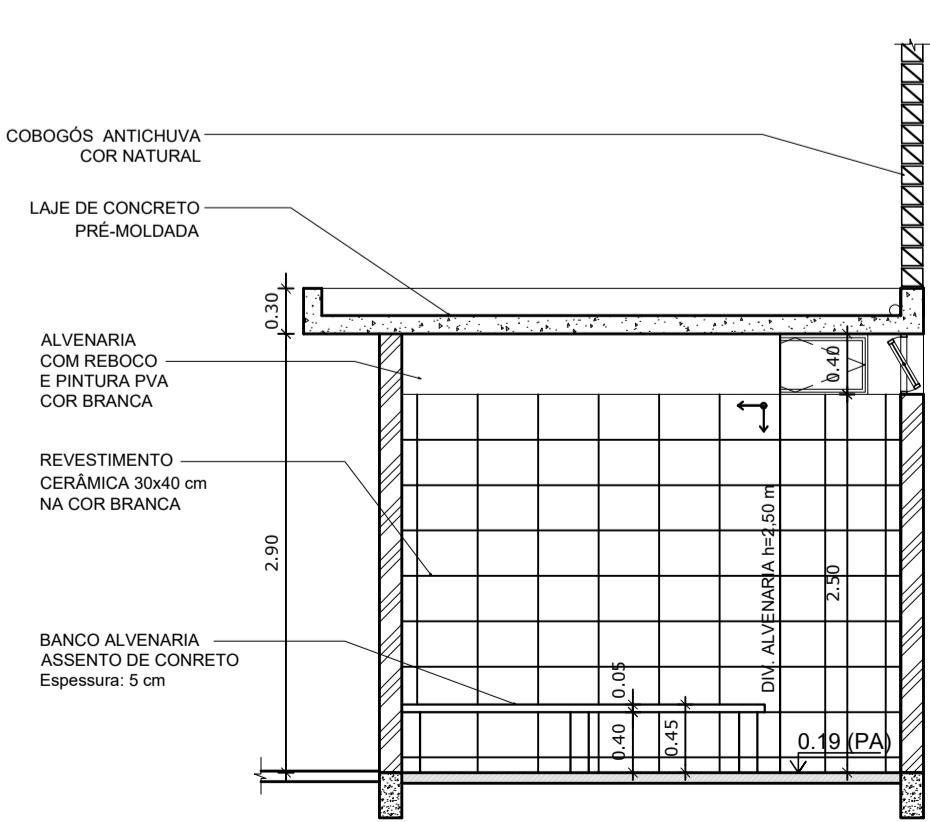 COBOGÓS ANTICHUVA
COR NATURAL
LAJE DE CONCRETO
PRÉ-MOLDADA
0.30
ALVENARIA
COM REBOCO
E PINTURA PVA
COR BRANCA
0.40
REVESTIMENTO
CERÂMICA 30x40 cm
NA COR BRANCA
2.90
DIV. ALVENARIA h=2,50 m
2.50
BANCO ALVENARIA
ASSENTO DE CONRETO
Espessura: 5 cm
0.05
0.40
0.45
0.19 (PA)